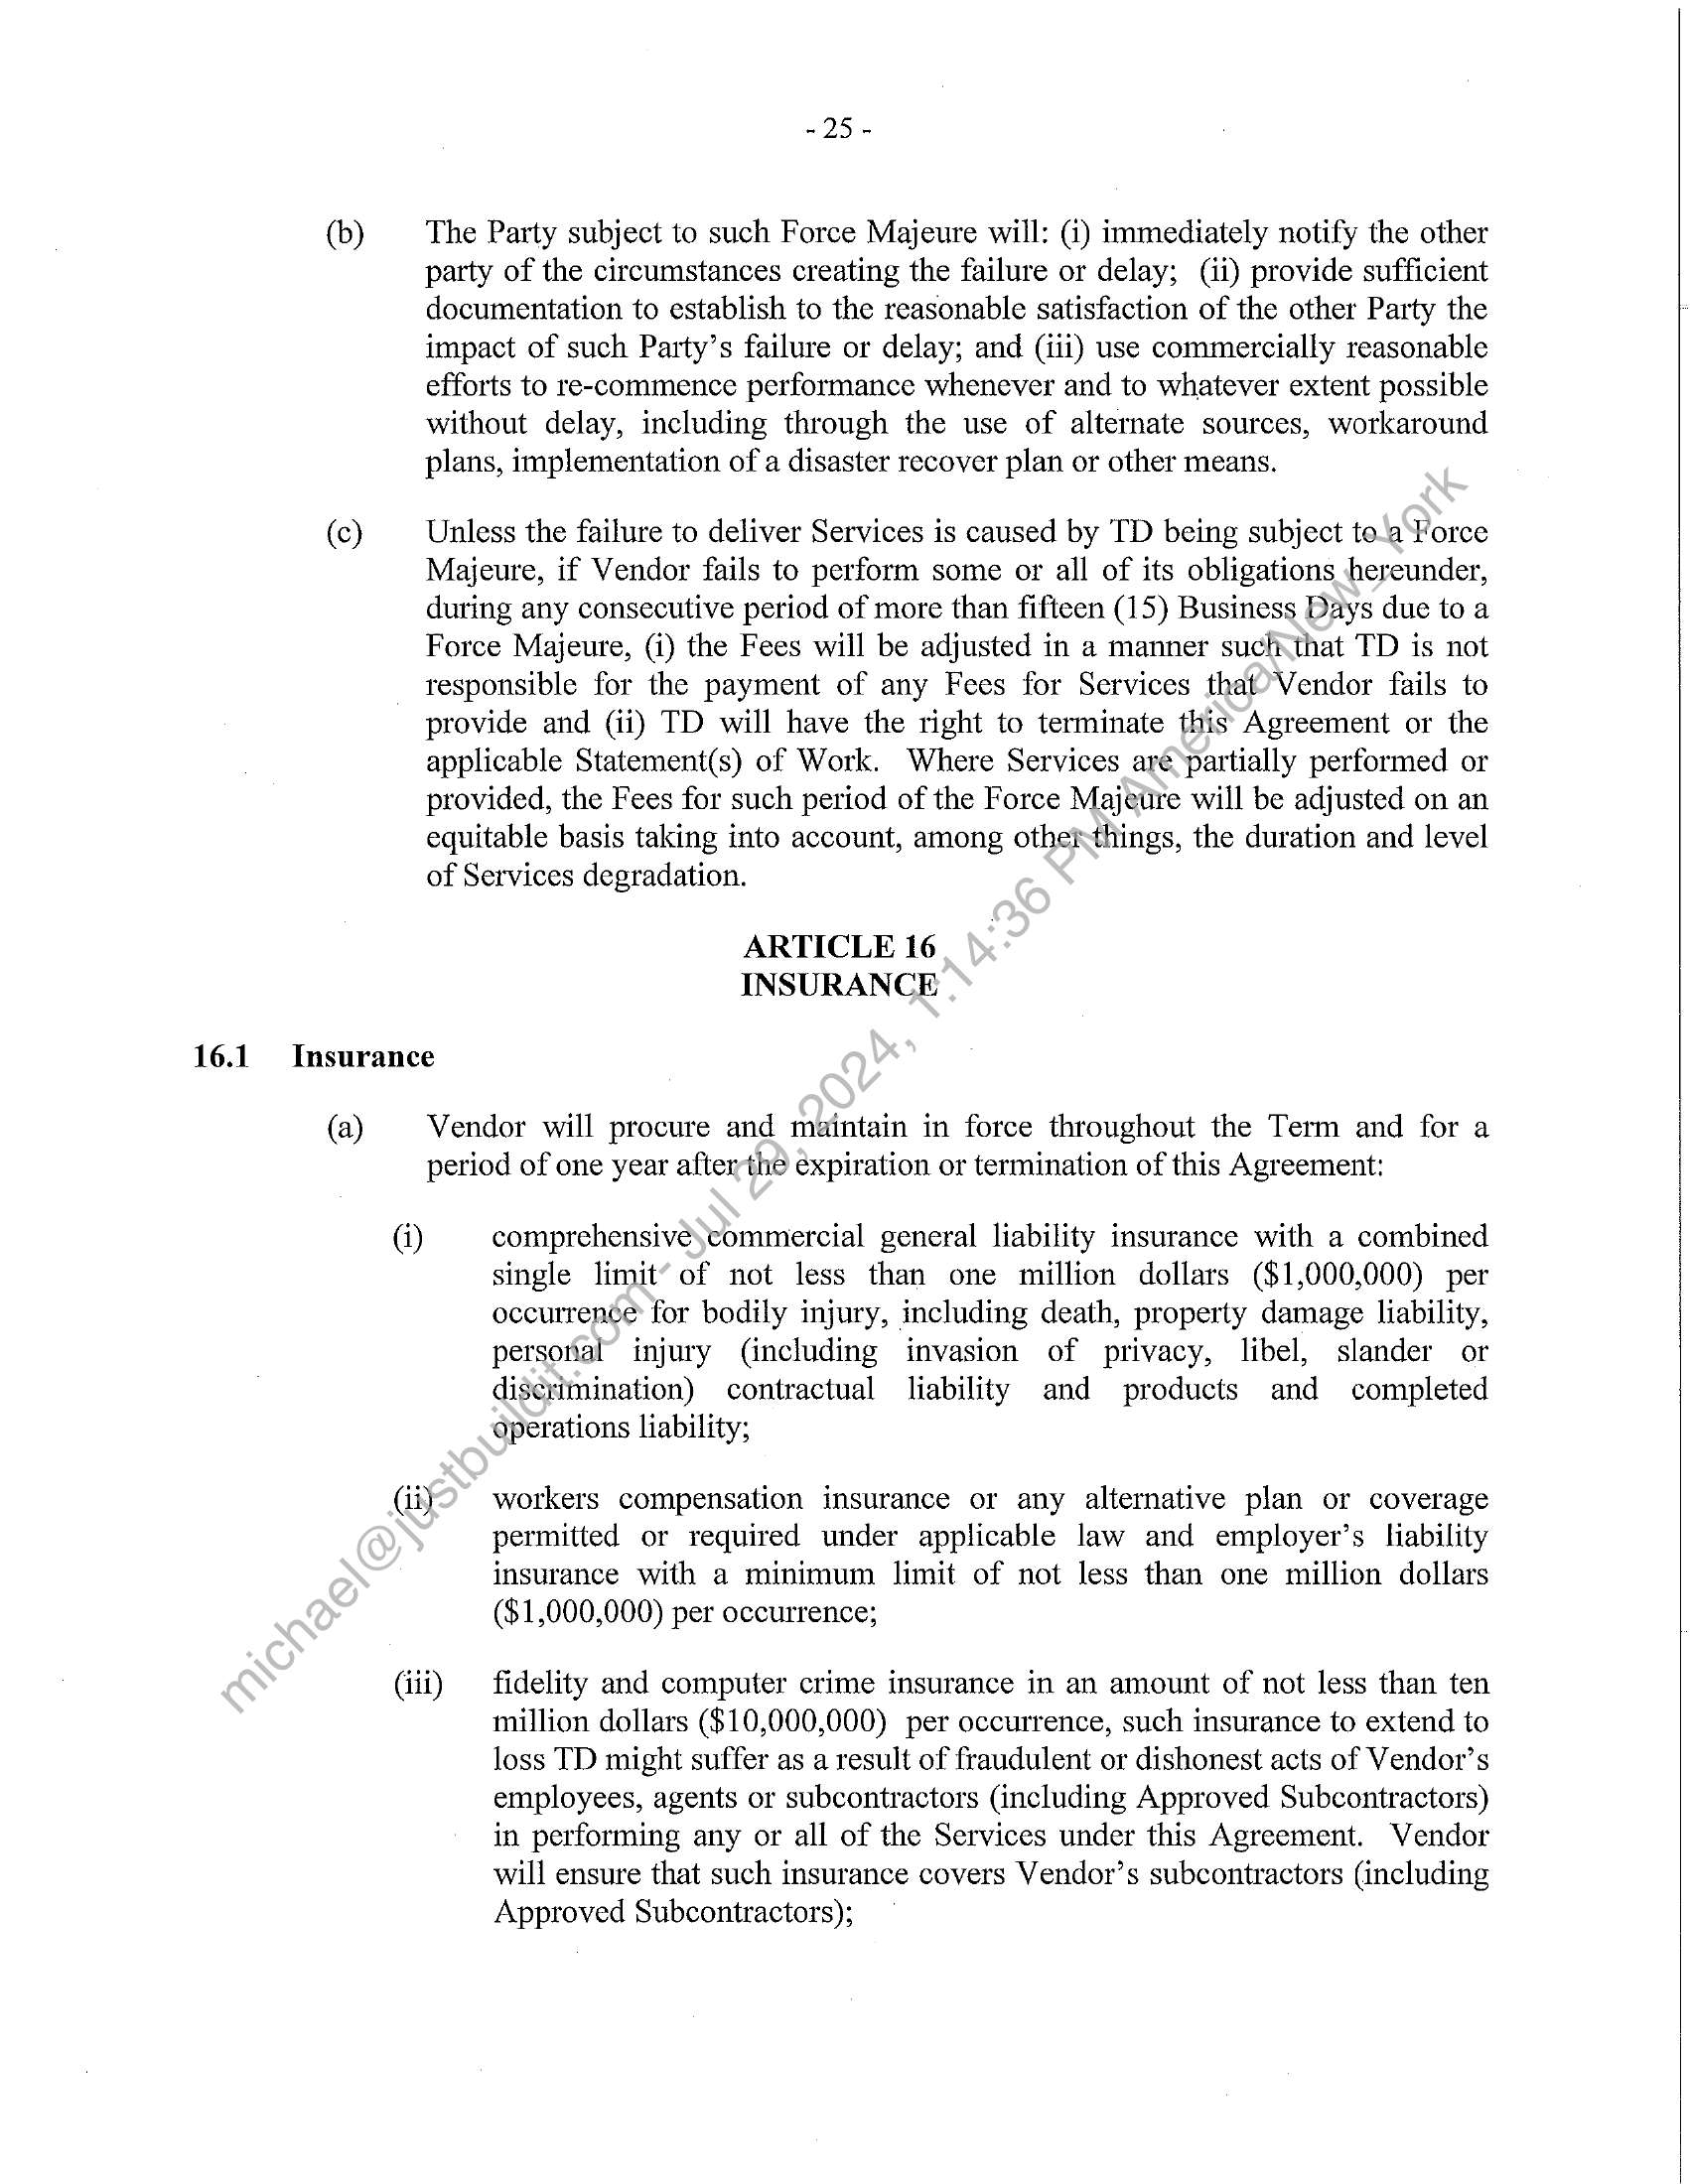 - 25 -
(b) The Party subject to such Force Majeure will: (i) immediately notify the other
party of the circumstances creating the failure or delay; (ii) provide sufficient
documentation to establish to the reasonable satisfaction of the other Party the
impact of such Party's failure or delay; and (iii) use commercially reasonable
efforts to re-commence performance whenever and to whatever extent possible
without delay, including through the use of alternate sources, workaround
plans, implementation of a disaster recover plan or other means.
(c) Unless the failure to deliver Services is caused by TD being subject to a Force
Majeure, if Vendor fails to perform some or all of its obligations hereunder,
during any consecutive period of more than fifteen (15) Business Days due to a
Force Majeure, (i) the Fees will be adjusted in a manner such that TD is not
responsible for the payment of any Fees for Services that Vendor fails to
provide and (ii) TD will have the right to terminate this Agreement or the
applicable Statement(s) of Work. Where Services are partially performed or
provided, the Fees for such period of the Force Majeure will be adjusted on an
equitable basis taking into account, among other things, the duration and level
of Services degradation.
ARTICLE 16
INSURANCE
16.1 Insurance
(a) Vendor will procure and maintain in force throughout the Term and for a
period of one year after the expiration or termination of this Agreement:
(i) comprehensive commercial general liability insurance with a combined
single limit of not less than one million dollars ($1,000,000) per
occurrence for bodily injury, including death, property damage liability,
personal injury (including invasion of privacy, libel, slander or
discrimination) contractual liability and products and completed
operations liability;
(ii) workers compensation insurance or any alternative plan or coverage
permitted or required under applicable law and employer's liability
insurance with a minimum limit of not less than one million dollars
($1,000,000) per occurrence;
(iii) fidelity and computer crime insurance in an amount of not less than ten
million dollars ($10,000,000) per occurrence, such insurance to extend to
loss TD might suffer as a result of fraudulent or dishonest acts of Vendor's
employees, agents or subcontractors (including Approved Subcontractors)
in performing any or all of the Services under this Agreement. Vendor
will ensure that such insurance covers Vendor's subcontractors (including
Approved Subcontractors);
michael@justbuildit.com - Jul 29, 2024, 1:14:36 PM America/New_York